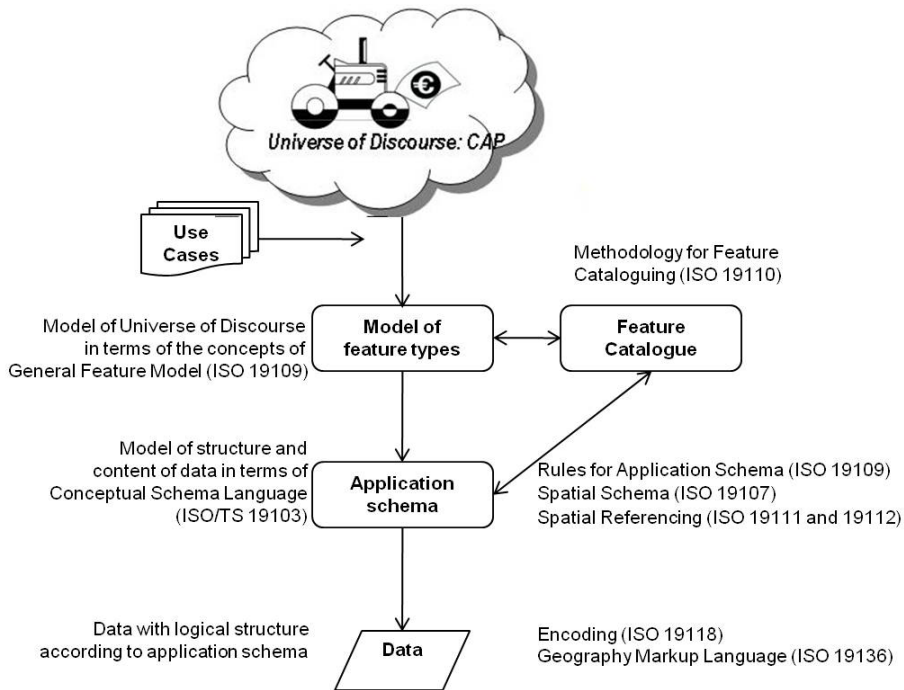 €
Universe of Discourse: CAP
Use
Cases
Methodology for Feature
Cataloguing (ISO 19110)
Model of Universe of Discourse
in terms of the concepts of
General Feature Model (ISO 19109)
Model of
feature types
Feature
Catalogue
Model of structure and
content of data in terms of
Conceptual Schema Language
(ISO/TS 19103)
Application
schema
Rules for Application Schema (ISO 19109)
Spatial Schema (ISO 19107)
Spatial Referencing (ISO 19111 and 19112)
Data with logical structure
according to application schema
Data
Encoding (ISO 19118)
Geography Markup Language (ISO 19136)